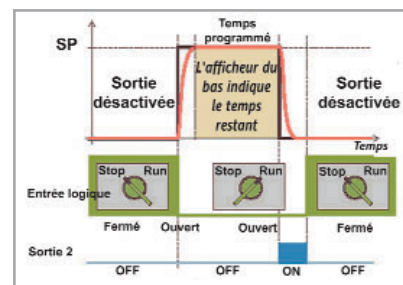 Temps
programmé
SP
Sortie
désactivée
L'afficheur du
bas indique
le temps
restant
Sortie
désactivée
Temps
Stop Run
Stop Run
Stop Run
Entrée logique
Fermé
Ouvert
Ouvert
Fermé
Sortie 2
OFF
OFF
ON
OFF